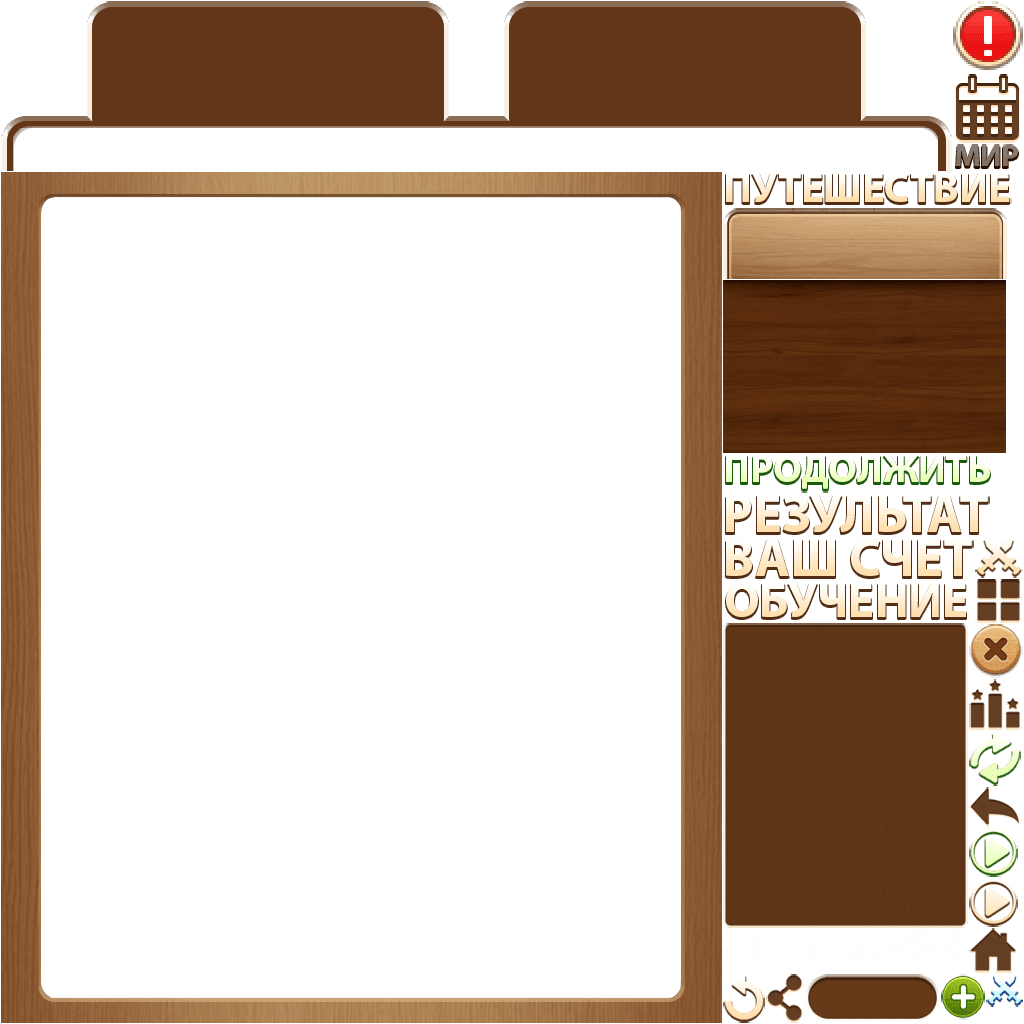 МИР
ПУТЕШЕСТВИЕ
ПРОДОЛЖИТЬ
РЕЗУЛЬТАТ
ВАШ СЧЕТ
ОБУЧЕНИЕ